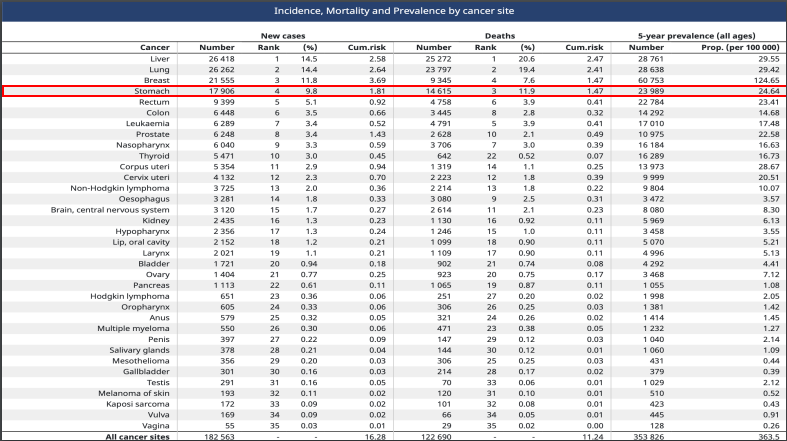 Incidence, Mortality and Prevalence by cancer site
New cases Deaths 5-year prevalence (all ages)
Cancer Number Rank (%) Cum.risk Number Rank (%) Cum.risk Number Prop. (per 100 000)
Liver 26 418 1 14.5 2.58 25 272 1 20.6 2.47 28 761 29.55
Lung 26 262 2 14.4 2.64 23 797 2 19.4 2.41 28 638 29.42
Breast 21 555 3 11.8 3.69 9 345 4 7.6 1.47 60 753 124.65
Stomach 17 906 4 9.8 1.81 14 615 3 11.9 1.47 23 989 24.64
Rectum 9 399 5 5.1 0.92 4 758 6 3.9 0.41 22 784 23.41
Colon 6 448 6 3.5 0.66 3 445 8 2.8 0.32 14 292 14.68
Leukaemia 6 289 7 3.4 0.52 4 791 5 3.9 0.41 17 010 17.48
Prostate 6 248 8 3.4 1.43 2 628 10 2.1 0.49 10 975 22.58
Nasopharynx 6 040 9 3.3 0.59 3 706 7 3.0 0.39 16 184 16.63
Thyroid 5 471 10 3.0 0.45 642 22 0.52 0.07 16 289 16.73
Corpus uteri 5 354 11 2.9 0.94 1 319 14 1.1 0.25 13 973 28.67
Cervix uteri 4 132 12 2.3 0.70 2 223 12 1.8 0.39 9 999 20.51
Non-Hodgkin lymphoma 3 725 13 2.0 0.36 2 214 13 1.8 0.22 9 804 10.07
Oesophagus 3 281 14 1.8 0.33 3 080 9 2.5 0.31 3 472 3.57
Brain, central nervous system 3 120 15 1.7 0.27 2 614 11 2.1 0.23 8 080 8.30
Kidney 2 435 16 1.3 0.23 1 130 16 0.92 0.11 5 969 6.13
Hypopharynx 2 356 17 1.3 0.24 1 246 15 1.0 0.11 3 458 3.55
Lip, oral cavity 2 152 18 1.2 0.21 1 099 18 0.90 0.11 5 070 5.21
Larynx 2 021 19 1.1 0.21 1 109 17 0.90 0.11 4 996 5.13
Bladder 1 721 20 0.94 0.18 902 21 0.74 0.08 4 292 4.41
Ovary 1 404 21 0.77 0.25 923 20 0.75 0.17 3 468 7.12
Pancreas 1 113 22 0.61 0.11 1 065 19 0.87 0.11 1 055 1.08
Hodgkin lymphoma 651 23 0.36 0.06 251 27 0.20 0.02 1 998 2.05
Oropharynx 605 24 0.33 0.06 306 26 0.25 0.03 1 381 1.42
Anus 579 25 0.32 0.05 321 24 0.26 0.02 1 414 1.45
Multiple myeloma 550 26 0.30 0.06 471 23 0.38 0.05 1 232 1.27
Penis 397 27 0.22 0.09 147 29 0.12 0.03 1 040 2.14
Salivary glands 378 28 0.21 0.04 144 30 0.12 0.01 1 060 1.09
Mesothelioma 356 29 0.20 0.03 306 25 0.25 0.03 431 0.44
Gallbladder 301 30 0.16 0.03 214 28 0.17 0.02 379 0.39
Testis 291 31 0.16 0.05 70 33 0.06 0.01 1 029 2.12
Melanoma of skin 193 32 0.11 0.02 120 31 0.10 0.01 510 0.52
Kaposi sarcoma 172 33 0.09 0.01 101 32 0.08 0.01 423 0.43
Vulva 169 34 0.09 0.02 66 34 0.05 0.01 445 0.91
Vagina 55 35 0.03 0.01 29 35 0.02 0.00 128 0.26
All cancer sites 182 563 - - 16.28 122 690 - - 11.24 353 826 363.5